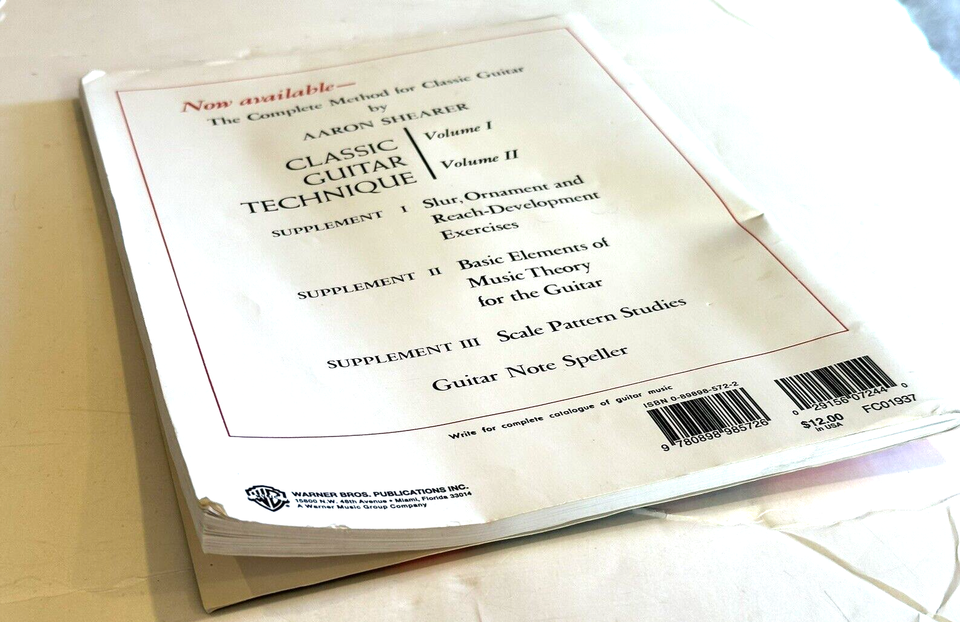 Now available—
The Complete Method for Classic Guitar
by
AARON SHEARER
CLASSIC
GUITAR
TECHNIQUE
Volume I
Volume II
SUPPLEMENT I Slur, Ornament and
Reach-Development
Exercises
SUPPLEMENT II Basic Elements of
Music Theory
for the Guitar
SUPPLEMENT III Scale Pattern Studies
Guitar Note Speller
Write for complete catalogue of guitar music
ISBN 0-89898-572-2
9 780898 985726
0 29156 07244 0
$12.00
in USA
FC01937
WB
WARNER BROS. PUBLICATIONS INC.
15800 N.W. 48th Avenue • Miami, Florida 33014
A Warner Music Group Company